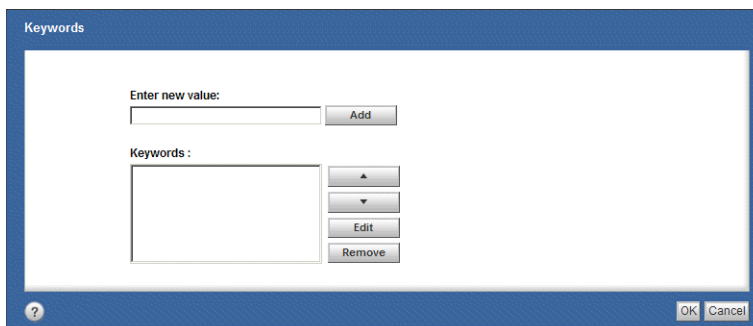 Keywords
Enter new value:
Add
Keywords :
▲
▼
Edit
Remove
?
OK Cancel